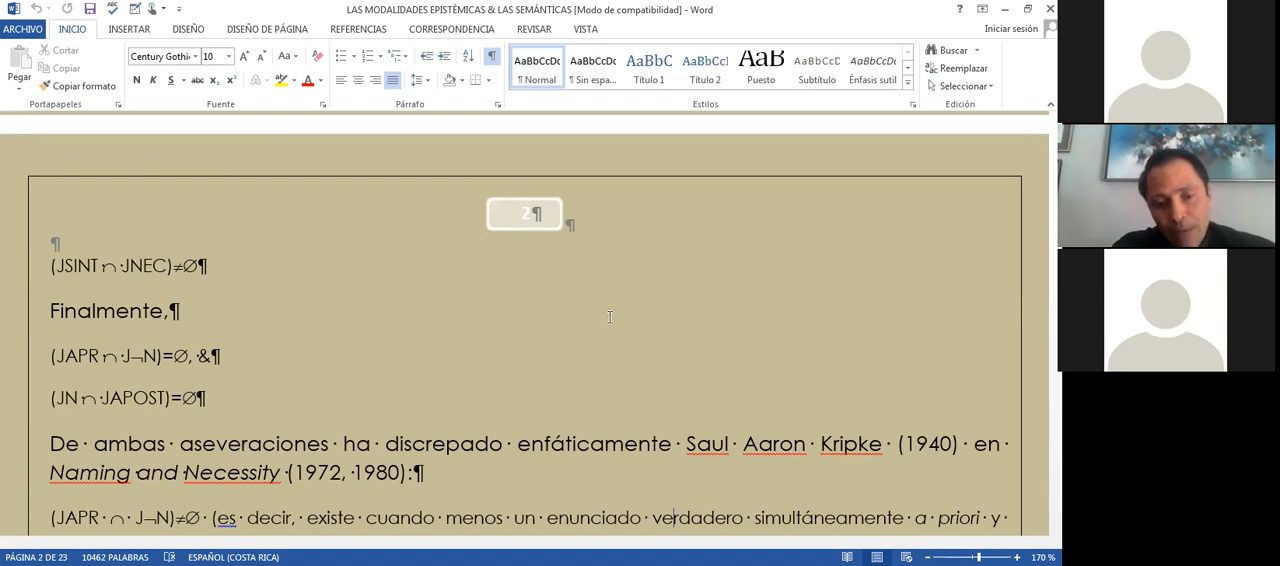 LAS MODALIDADES EPISTÉMICAS & LAS SEMÁNTICAS [Modo de compatibilidad] - Word
ARCHIVO INICIO INSERTAR DISEÑO DISEÑO DE PÁGINA REFERENCIAS CORRESPONDENCIA REVISAR VISTA Iniciar sesión
Pegar
Cortar
Copiar
Copiar formato
Portapapeles
Century Gothi 10
N K S abc x₂ x²
Fuente
Párrafo
AaBbCcDc AaBbCcDc AaBbC AaBbCcl AaB AaBbCcD AaBbCcDc
¶ Normal ¶ Sin espa... Título 1 Título 2 Puesto Subtítulo Énfasis sutil
Estilos
Buscar
Reemplazar
Seleccionar
Edición
2¶
¶
¶
(JSINT ∩ ·JNEC)≠∅¶
Finalmente,¶
(JAPR ∩ ·J¬N)=∅, ·&¶
(JN ∩ ·JAPOST)=∅¶
De · ambas · aseveraciones · ha · discrepado · enfáticamente · Saul · Aaron · Kripke · (1940) · en ·
Naming ·and ·Necessity ·(1972, ·1980):¶
(JAPR · ∩ · J¬N)≠∅ · (es · decir, · existe · cuando · menos · un · enunciado · verdadero · simultáneamente · a · priori · y ·
PÁGINA 2 DE 23 10462 PALABRAS ESPAÑOL (COSTA RICA) 170 %